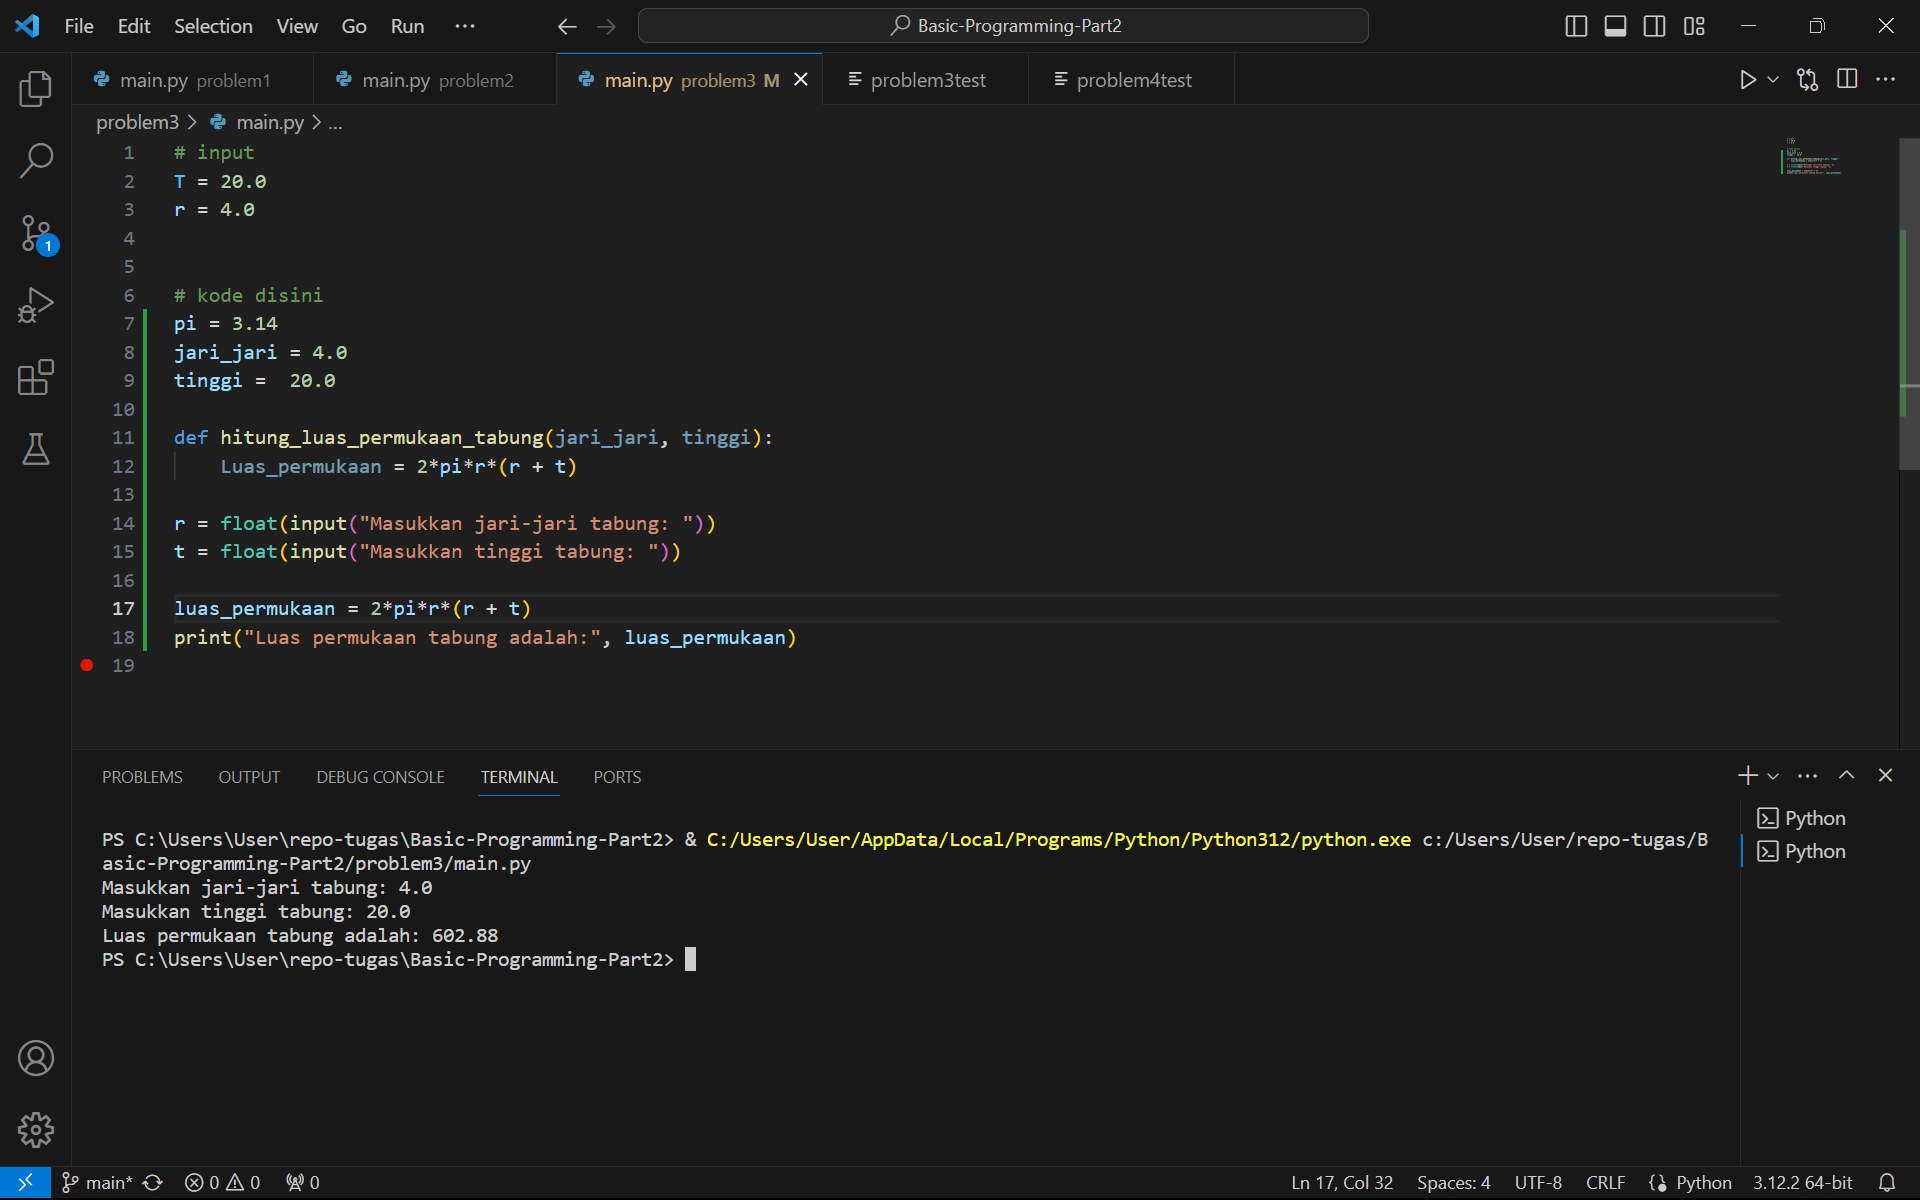 File Edit Selection View Go Run ···
Basic-Programming-Part2
main.py problem1 main.py problem2 main.py problem3 M problem3test problem4test
problem3 > main.py > ...
1 # input
2 T = 20.0
3 r = 4.0
4
5
6 # kode disini
7 pi = 3.14
8 jari_jari = 4.0
9 tinggi =  20.0
10
11 def hitung_luas_permukaan_tabung(jari_jari, tinggi):
12     Luas_permukaan = 2*pi*r*(r + t)
13
14 r = float(input("Masukkan jari-jari tabung: "))
15 t = float(input("Masukkan tinggi tabung: "))
16
17 luas_permukaan = 2*pi*r*(r + t)
18 print("Luas permukaan tabung adalah:", luas_permukaan)
19
1
PROBLEMS OUTPUT DEBUG CONSOLE TERMINAL PORTS
PS C:\Users\User\repo-tugas\Basic-Programming-Part2> & C:/Users/User/AppData/Local/Programs/Python/Python312/python.exe c:/Users/User/repo-tugas/B
asic-Programming-Part2/problem3/main.py
Masukkan jari-jari tabung: 4.0
Masukkan tinggi tabung: 20.0
Luas permukaan tabung adalah: 602.88
PS C:\Users\User\repo-tugas\Basic-Programming-Part2>
Python
Python
main* 0 0 0 Ln 17, Col 32 Spaces: 4 UTF-8 CRLF Python 3.12.2 64-bit